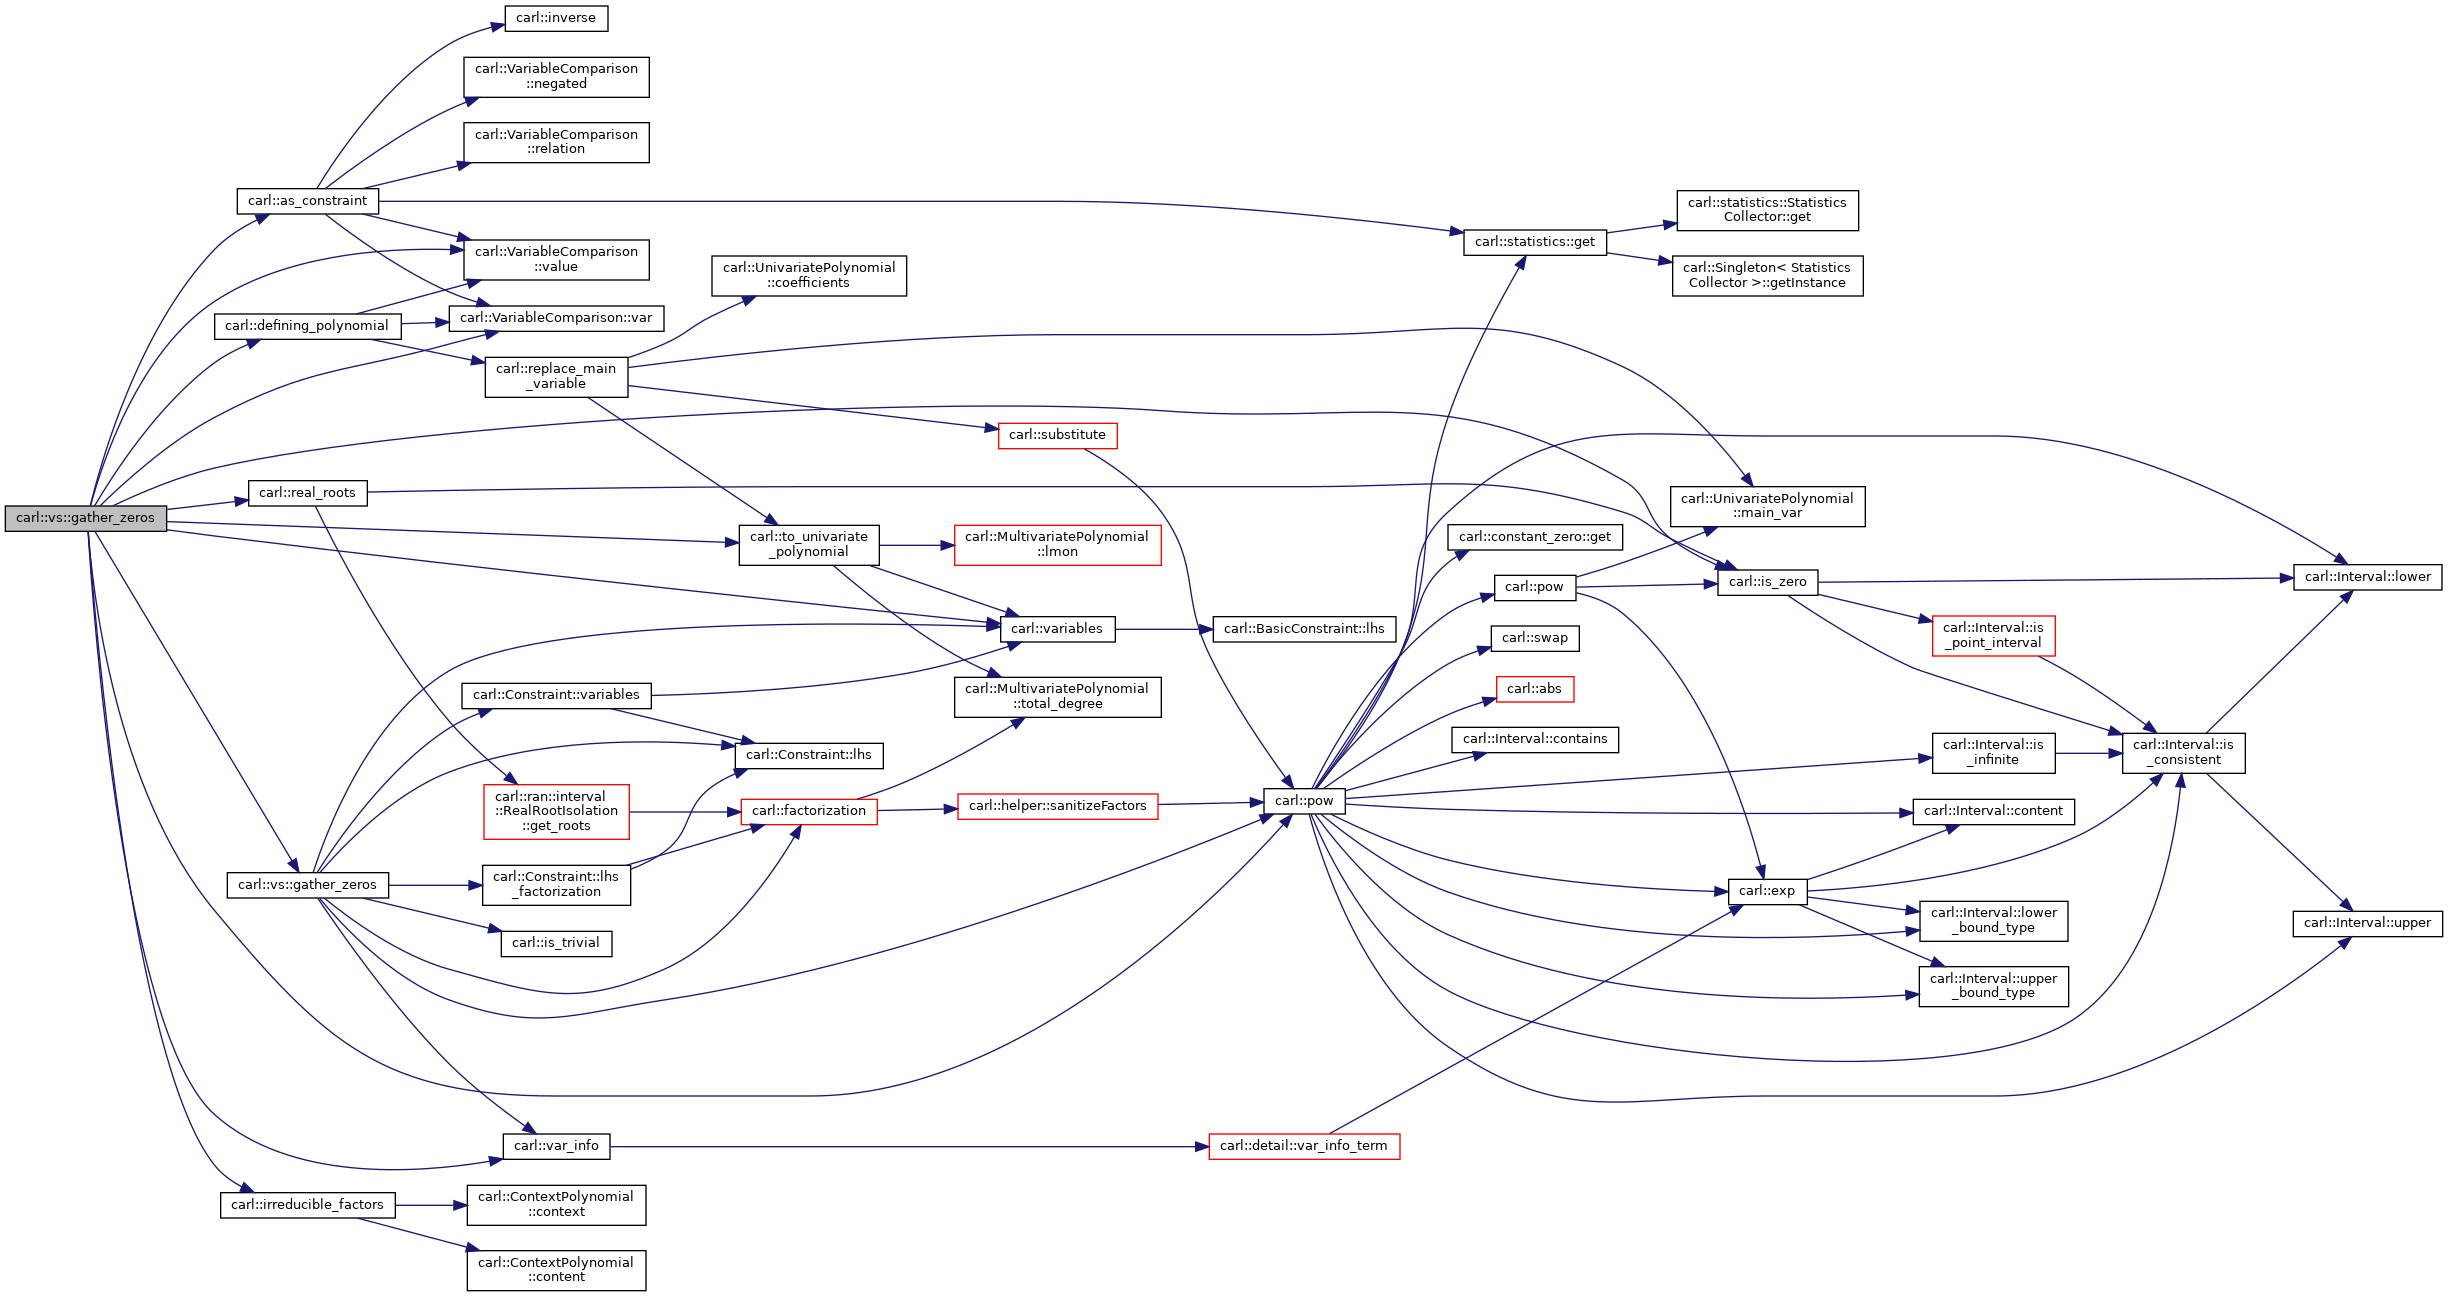 carl::vs::gather_zeros
carl::as_constraint
carl::defining_polynomial
carl::real_roots
carl::vs::gather_zeros
carl::irreducible_factors
carl::inverse
carl::VariableComparison
::negated
carl::VariableComparison
::relation
carl::VariableComparison
::value
carl::VariableComparison::var
carl::replace_main
_variable
carl::Constraint::variables
carl::ran::interval
::RealRootIsolation
::get_roots
carl::Constraint::lhs
_factorization
carl::is_trivial
carl::var_info
carl::ContextPolynomial
::context
carl::ContextPolynomial
::content
carl::UnivariatePolynomial
::coefficients
carl::to_univariate
_polynomial
carl::Constraint::lhs
carl::factorization
carl::substitute
carl::MultivariatePolynomial
::lmon
carl::variables
carl::MultivariatePolynomial
::total_degree
carl::helper::sanitizeFactors
carl::BasicConstraint::lhs
carl::pow
carl::detail::var_info_term
carl::statistics::get
carl::constant_zero::get
carl::pow
carl::swap
carl::abs
carl::Interval::contains
carl::statistics::Statistics
Collector::get
carl::Singleton< Statistics
Collector >::getInstance
carl::UnivariatePolynomial
::main_var
carl::is_zero
carl::exp
carl::Interval::is
_point_interval
carl::Interval::is
_infinite
carl::Interval::content
carl::Interval::lower
_bound_type
carl::Interval::upper
_bound_type
carl::Interval::is
_consistent
carl::Interval::lower
carl::Interval::upper